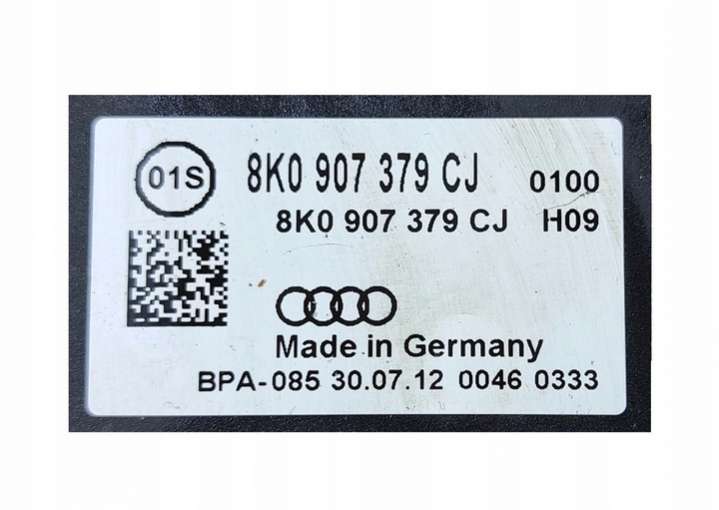 01S 8K0 907 379 CJ 0100
8K0 907 379 CJ H09
Made in Germany
BPA-085 30.07.12 0046 0333